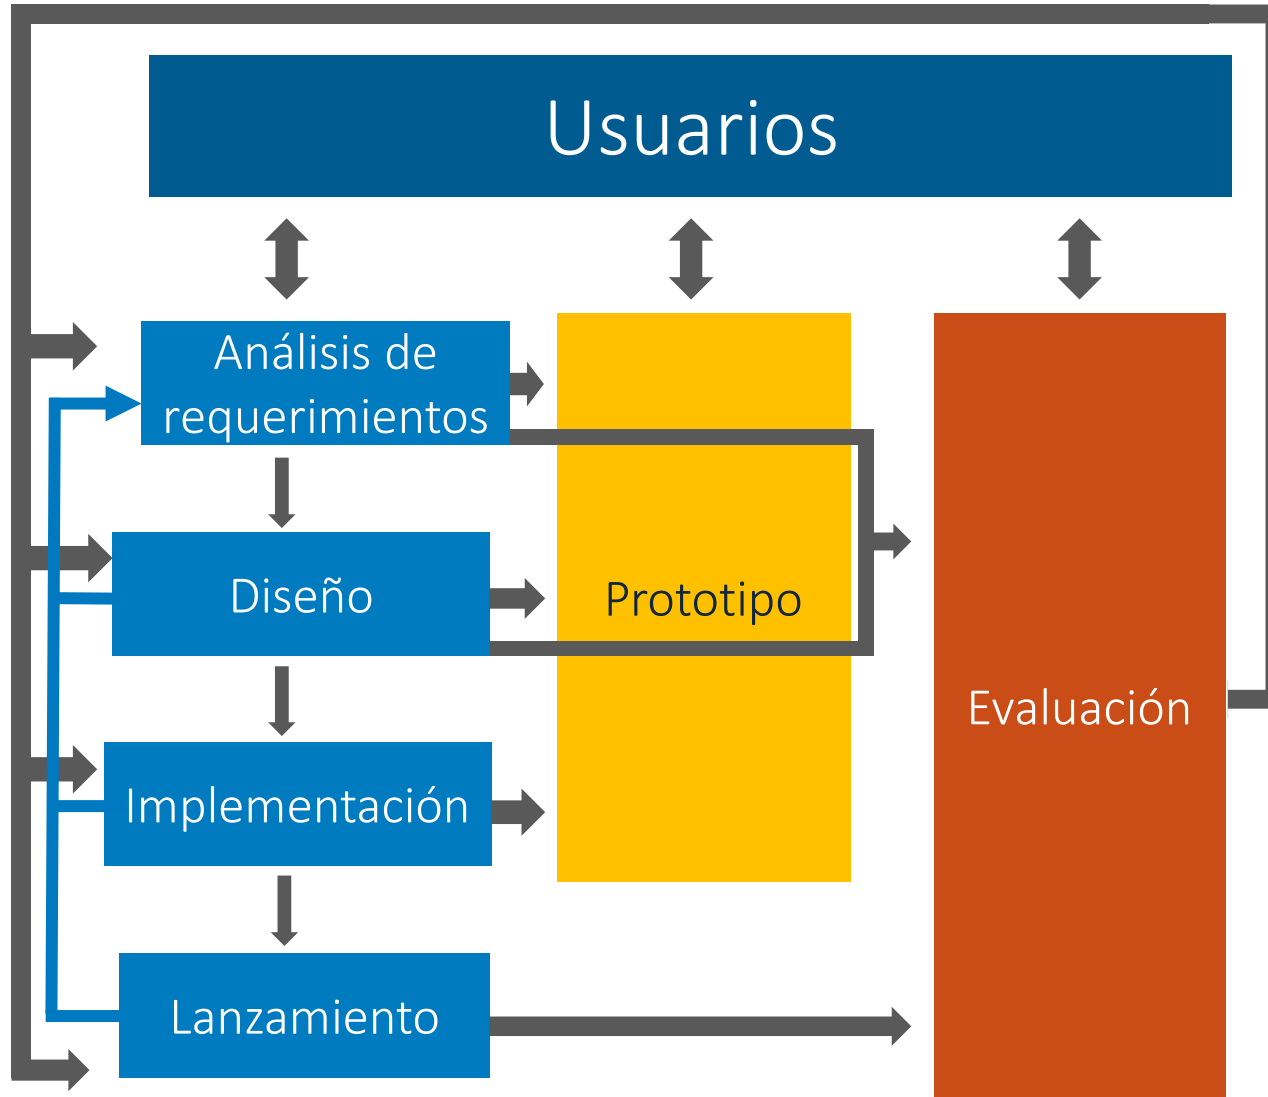 Usuarios
Análisis de
requerimientos
Diseño
Prototipo
Evaluación
Implementación
Lanzamiento